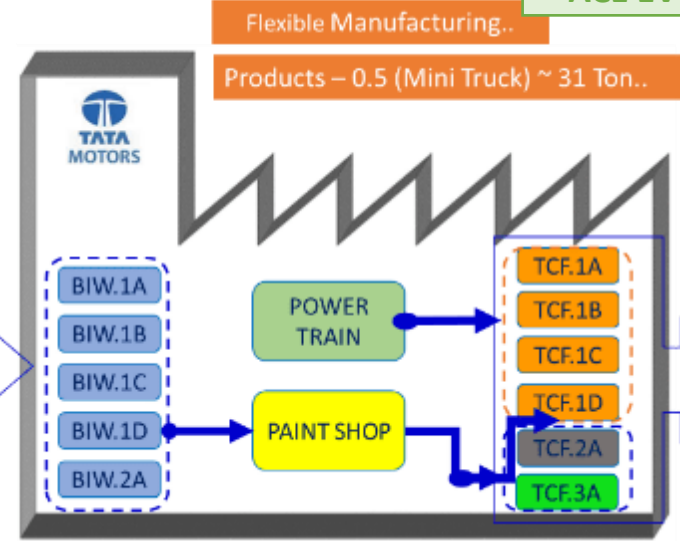 Flexible Manufacturing..
Products – 0.5 (Mini Truck) ~ 31 Ton..
TATA
MOTORS
BIW.1A
BIW.1B
BIW.1C
BIW.1D
BIW.2A
POWER
TRAIN
PAINT SHOP
TCF.1A
TCF.1B
TCF.1C
TCF.1D
TCF.2A
TCF.3A